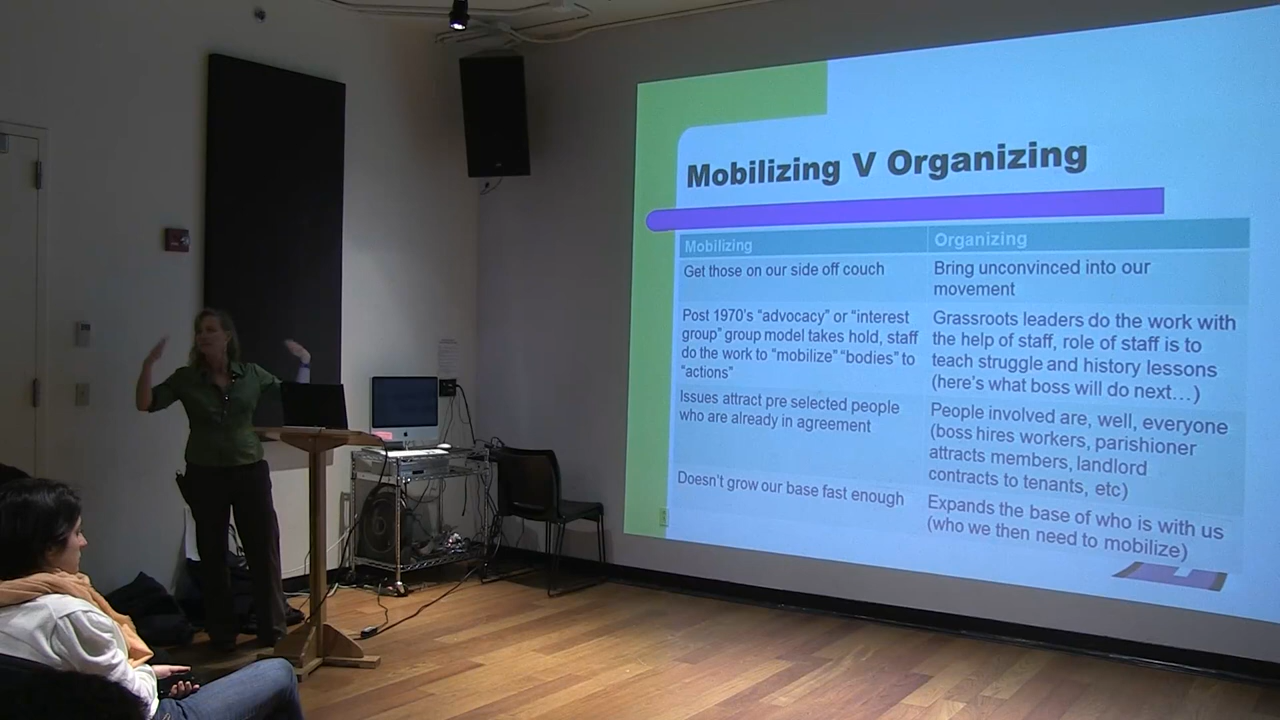 Mobilizing V Organizing
Mobilizing
Organizing
Get those on our side off couch
Bring unconvinced into our
movement
Post 1970's “advocacy” or “interest
group” group model takes hold, staff
do the work to “mobilize” “bodies” to
“actions”
Grassroots leaders do the work with
the help of staff, role of staff is to
teach struggle and history lessons
(here's what boss will do next…)
Issues attract pre selected people
who are already in agreement
People involved are, well, everyone
(boss hires workers, parishioner
attracts members, landlord
contracts to tenants, etc)
Doesn't grow our base fast enough
Expands the base of who is with us
(who we then need to mobilize)